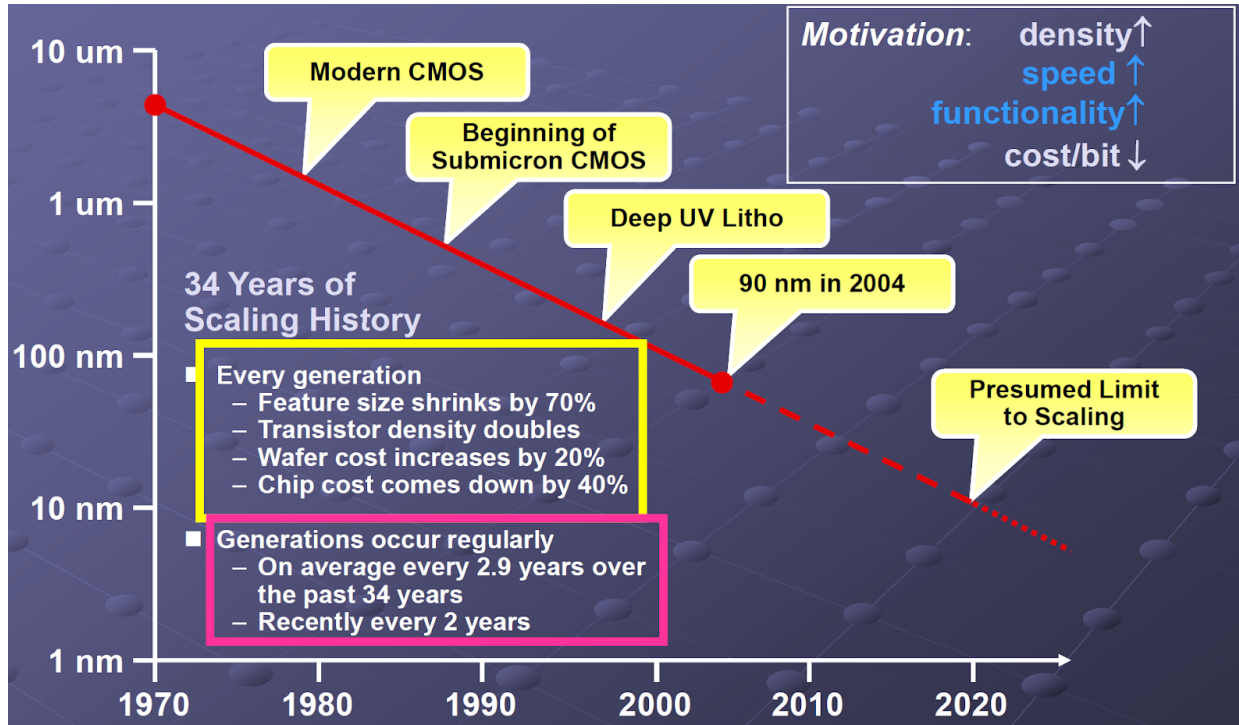 Motivation: density↑
speed ↑
functionality↑
cost/bit ↓
10 um
1 um
100 nm
10 nm
1 nm
Modern CMOS
Beginning of
Submicron CMOS
Deep UV Litho
90 nm in 2004
Presumed Limit
to Scaling
34 Years of
Scaling History
Every generation
– Feature size shrinks by 70%
– Transistor density doubles
– Wafer cost increases by 20%
– Chip cost comes down by 40%
Generations occur regularly
– On average every 2.9 years over
the past 34 years
– Recently every 2 years
1970 1980 1990 2000 2010 2020